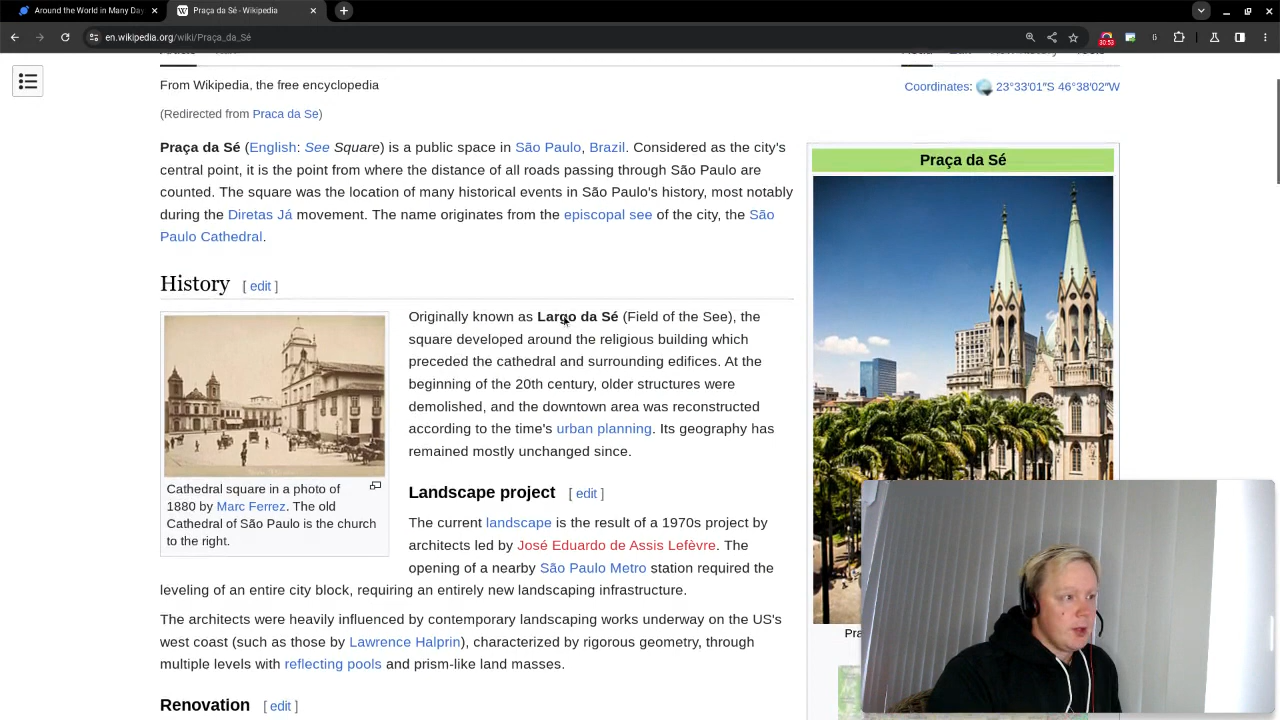 Around the World in Many Day
Praça da Sé - Wikipedia
en.wikipedia.org/wiki/Praça_da_Sé
30:53
From Wikipedia, the free encyclopedia
Coordinates: 23°33′01″S 46°38′02″W
(Redirected from Praca da Se)
Praça da Sé (English: See Square) is a public space in São Paulo, Brazil. Considered as the city's
central point, it is the point from where the distance of all roads passing through São Paulo are
counted. The square was the location of many historical events in São Paulo's history, most notably
during the Diretas Já movement. The name originates from the episcopal see of the city, the São
Paulo Cathedral.
Praça da Sé
History [ edit ]
Originally known as Largo da Sé (Field of the See), the
square developed around the religious building which
preceded the cathedral and surrounding edifices. At the
beginning of the 20th century, older structures were
demolished, and the downtown area was reconstructed
according to the time's urban planning. Its geography has
remained mostly unchanged since.
Cathedral square in a photo of
1880 by Marc Ferrez. The old
Cathedral of São Paulo is the church
to the right.
Landscape project [ edit ]
The current landscape is the result of a 1970s project by
architects led by José Eduardo de Assis Lefèvre. The
opening of a nearby São Paulo Metro station required the
leveling of an entire city block, requiring an entirely new landscaping infrastructure.
The architects were heavily influenced by contemporary landscaping works underway on the US's
west coast (such as those by Lawrence Halprin), characterized by rigorous geometry, through
multiple levels with reflecting pools and prism-like land masses.
Renovation [ edit ]
Pra